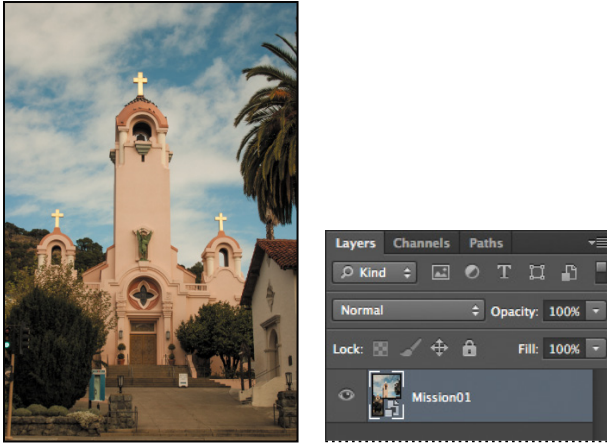 Layers Channels Paths
Kind T
Normal Opacity: 100%
Lock: Fill: 100%
Mission01